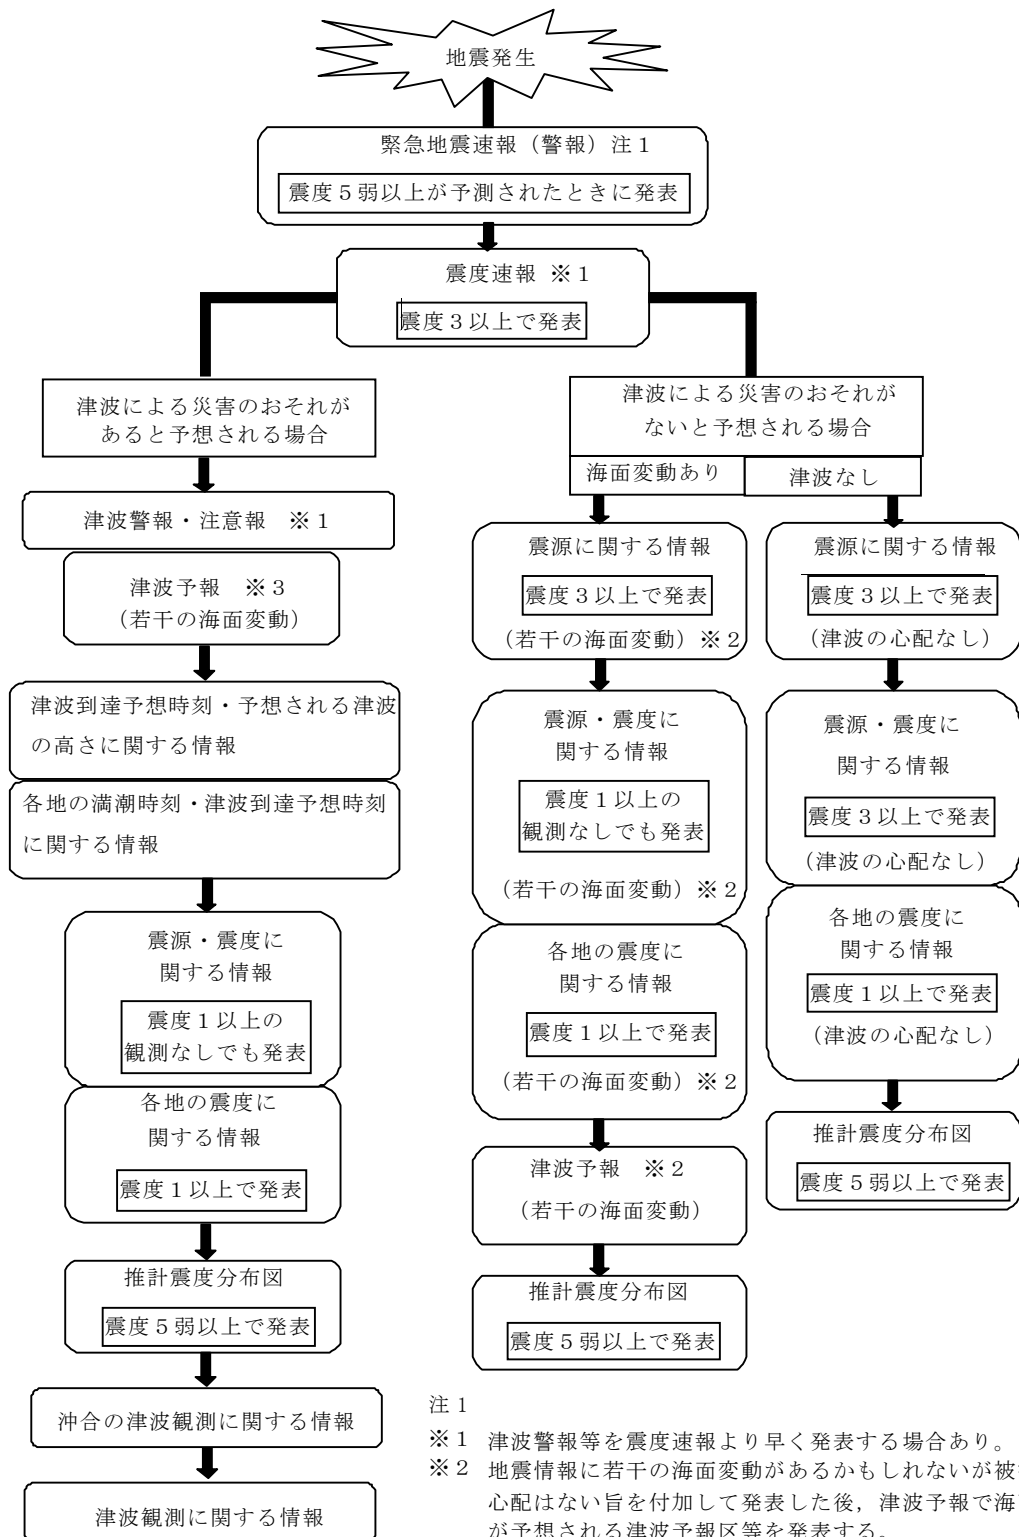 地震発生
緊急地震速報（警報）注１
震度５弱以上が予測されたときに発表
震度速報 ※１
震度３以上で発表
津波による災害のおそれが
あると予想される場合
津波警報・注意報　※１
津波予報　※３
（若干の海面変動）
津波到達予想時刻・予想される津波
の高さに関する情報
各地の満潮時刻・津波到達予想時刻
に関する情報
震源・震度に
関する情報
震度１以上の
観測なしでも発表
各地の震度に
関する情報
震度１以上で発表
推計震度分布図
震度５弱以上で発表
沖合の津波観測に関する情報
津波観測に関する情報
津波による災害のおそれが
ないと予想される場合
海面変動あり
震源に関する情報
震度３以上で発表
（若干の海面変動）※２
震源・震度に
関する情報
震度１以上の
観測なしでも発表
（若干の海面変動）※２
各地の震度に
関する情報
震度１以上で発表
（若干の海面変動）※２
津波予報　※２
（若干の海面変動）
推計震度分布図
震度５弱以上で発表
津波なし
震源に関する情報
震度３以上で発表
（津波の心配なし）
震源・震度に
関する情報
震度３以上で発表
（津波の心配なし）
各地の震度に
関する情報
震度１以上で発表
（津波の心配なし）
推計震度分布図
震度５弱以上で発表
注１
※１ 津波警報等を震度速報より早く発表する場合あり。
※２ 地震情報に若干の海面変動があるかもしれないが被
心配はない旨を付加して発表した後，津波予報で海
が予想される津波予報区等を発表する。